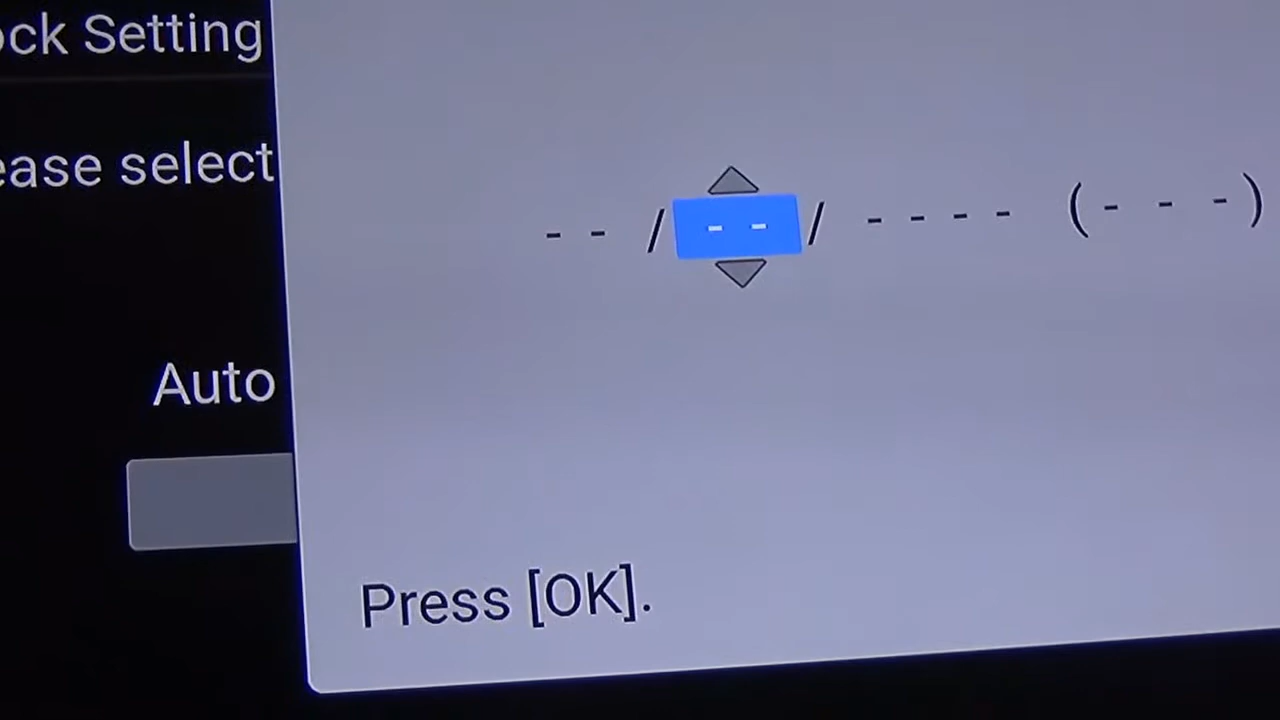 ock Setting
ease select
- - / - - / - - - - (- - -)
Auto
Press [OK].